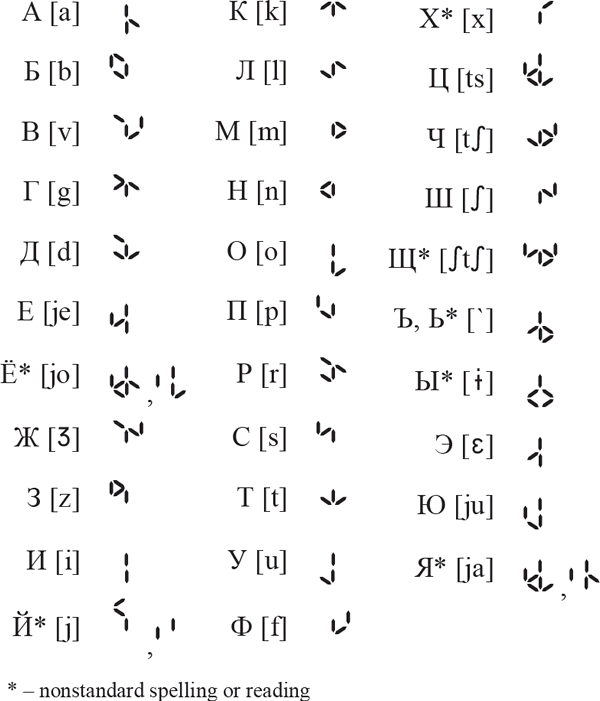 А [a]
Б [b]
В [v]
Г [g]
Д [d]
Е [je]
Ё* [jo] ,
Ж [ʒ]
З [z]
И [i]
Й* [j] ,
К [k]
Л [l]
М [m]
Н [n]
О [o]
П [p]
Р [r]
С [s]
Т [t]
У [u]
Ф [f]
Х* [x]
Ц [ts]
Ч [tʃ]
Ш [ʃ]
Щ* [ʃtʃ]
Ъ, Ь* [`]
Ы* [ɨ]
Э [ɛ]
Ю [ju]
Я* [ja] ,
* – nonstandard spelling or reading